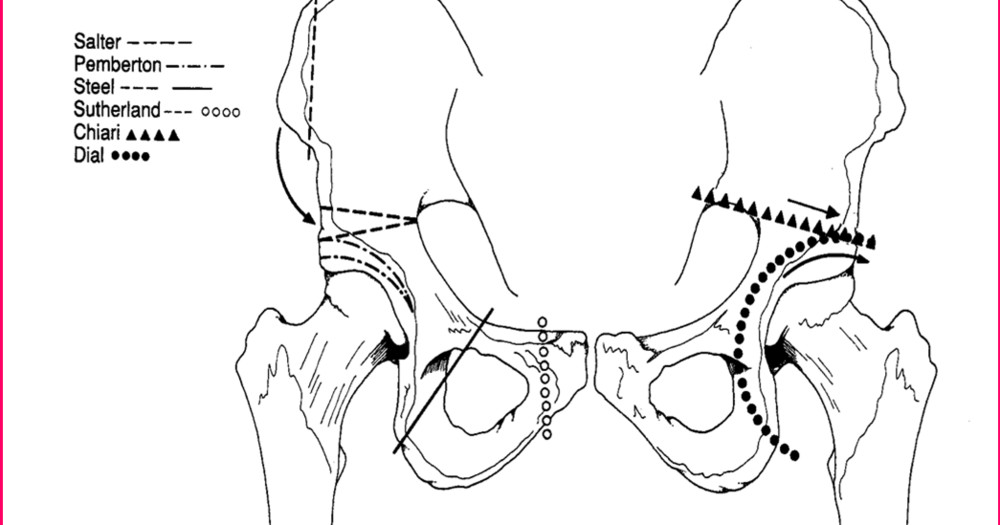 Salter
Pemberton
Steel
Sutherland
Chiari
Dial